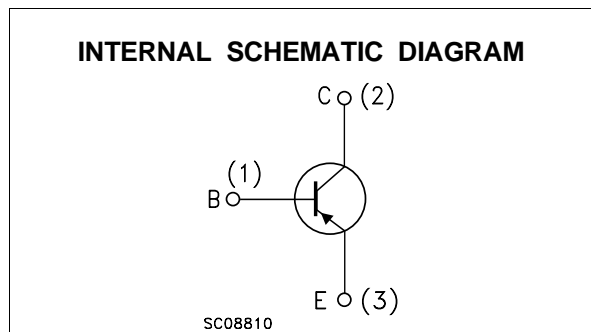 INTERNAL SCHEMATIC DIAGRAM
C (2)
(1)
B
E (3)
SC08810